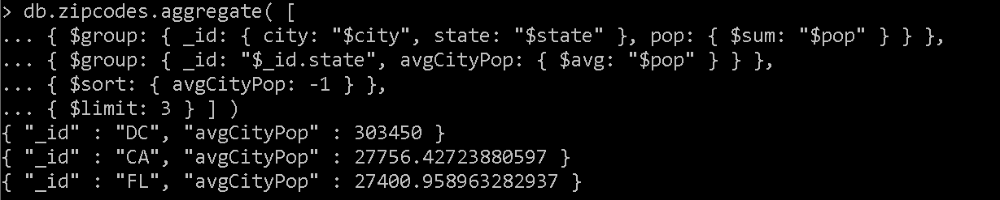 > db.zipcodes.aggregate( [
... { $group: { _id: { city: "$city", state: "$state" }, pop: { $sum: "$pop" } } },
... { $group: { _id: "$_id.state", avgCityPop: { $avg: "$pop" } } },
... { $sort: { avgCityPop: -1 } },
... { $limit: 3 } ] )
{ "_id" : "DC", "avgCityPop" : 303450 }
{ "_id" : "CA", "avgCityPop" : 27756.42723880597 }
{ "_id" : "FL", "avgCityPop" : 27400.958963282937 }